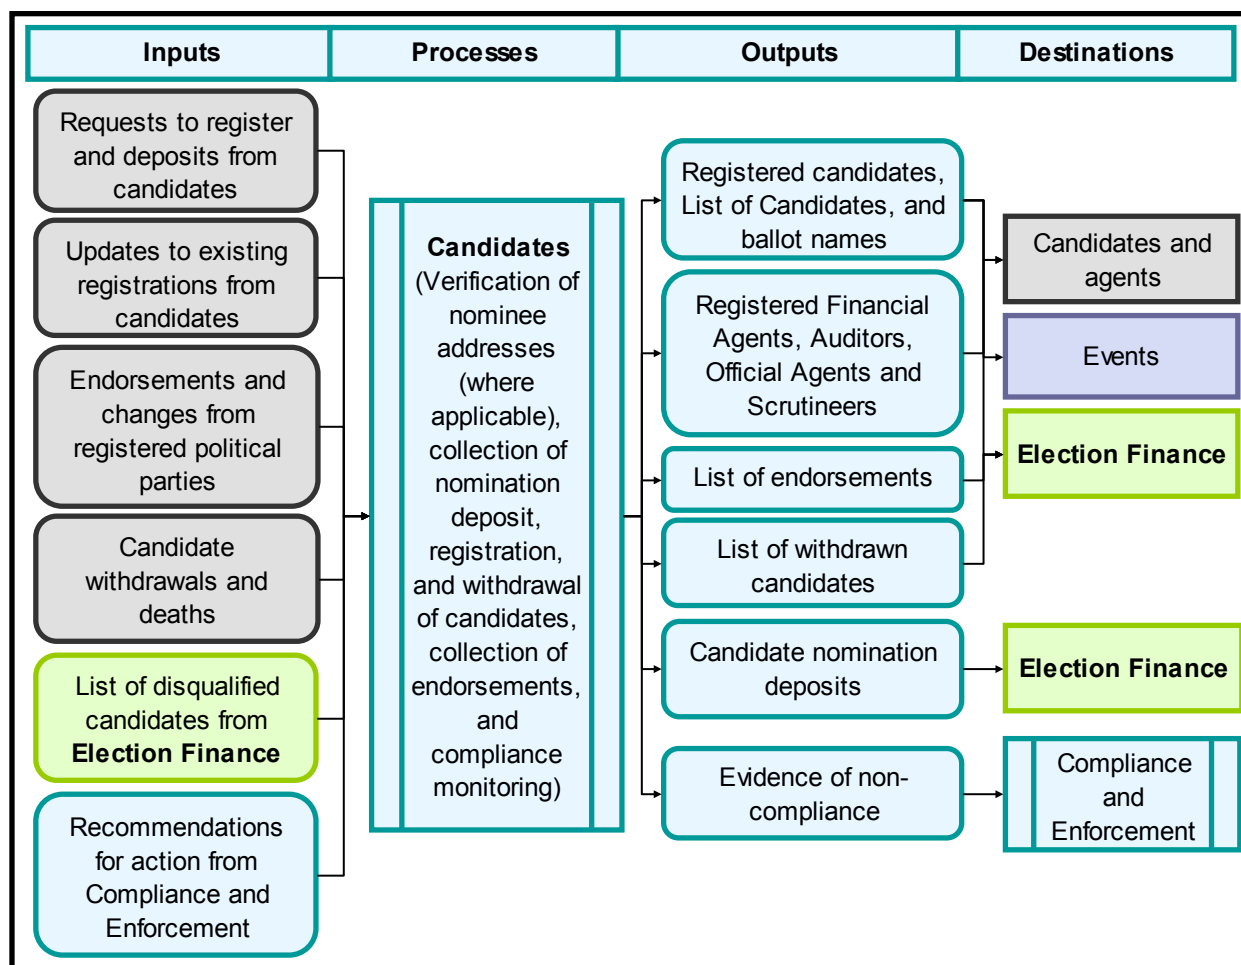 Inputs
Processes
Outputs
Destinations
Requests to register
and deposits from
candidates
Updates to existing
registrations from
candidates
Endorsements and
changes from
registered political
parties
Candidate
withdrawals and
deaths
List of disqualified
candidates from
Election Finance
Recommendations
for action from
Compliance and
Enforcement
Candidates
(Verification of
nominee
addresses
(where
applicable),
collection of
nomination
deposit,
registration,
and withdrawal
of candidates,
collection of
endorsements,
and
compliance
monitoring)
Registered candidates,
List of Candidates, and
ballot names
Registered Financial
Agents, Auditors,
Official Agents and
Scrutineers
List of endorsements
List of withdrawn
candidates
Candidate nomination
deposits
Evidence of non-
compliance
Candidates and
agents
Events
Election Finance
Election Finance
Compliance
and
Enforcement